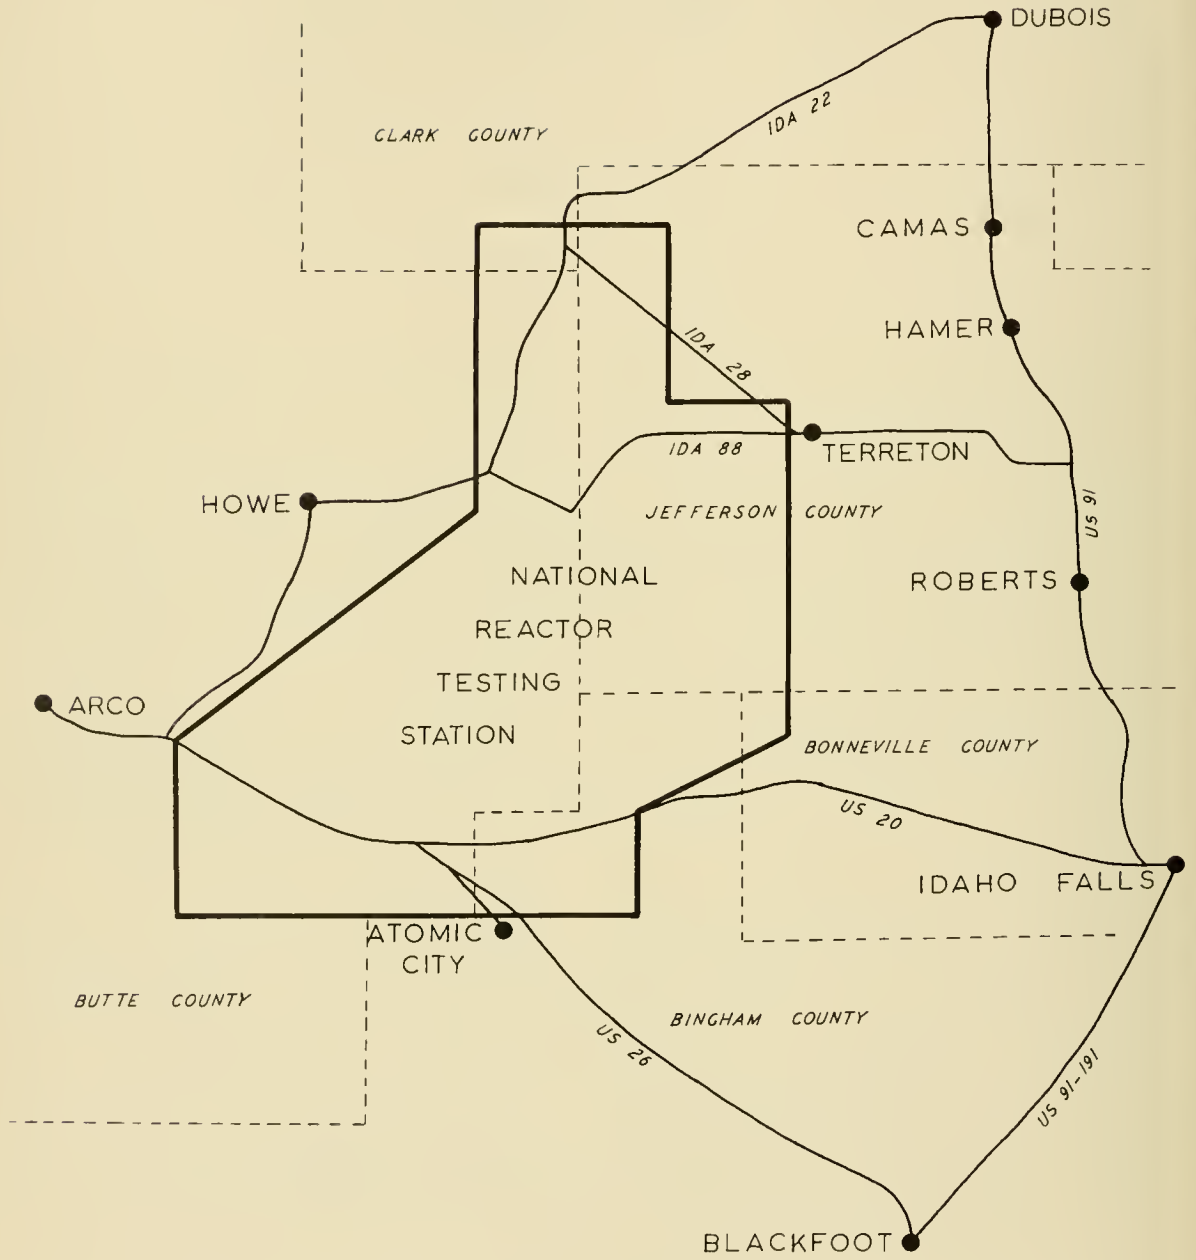 DUBOIS
IDA 22
CLARK COUNTY
CAMAS
HAMER
IDA 28
IDA 88
TERRETON
HOWE
JEFFERSON COUNTY
US 91
NATIONAL
REACTOR
TESTING
STATION
ROBERTS
ARCO
BONNEVILLE COUNTY
US 20
IDAHO FALLS
ATOMIC
CITY
BUTTE COUNTY
BINGHAM COUNTY
US 26
US 91-191
BLACKFOOT